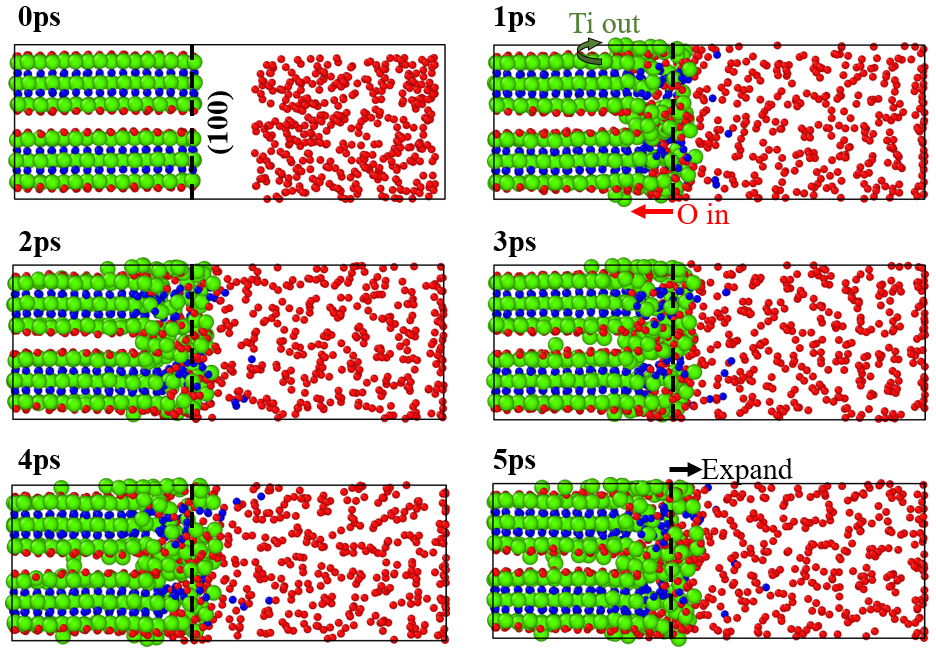 0ps
(100)
1ps
Ti out
O in
2ps
3ps
4ps
5ps
Expand